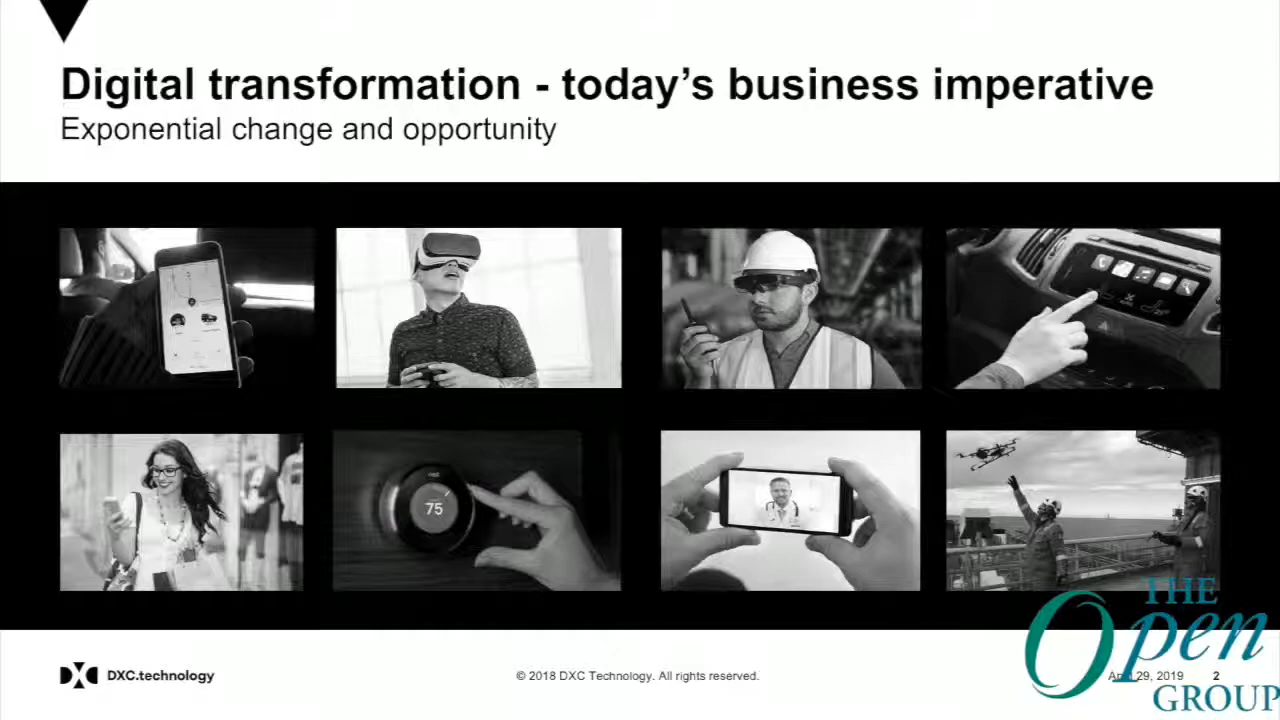 Digital transformation - today’s business imperative
Exponential change and opportunity
75
DXC.technology
© 2018 DXC Technology. All rights reserved.
April 29, 2019
2
THE
Open
GROUP